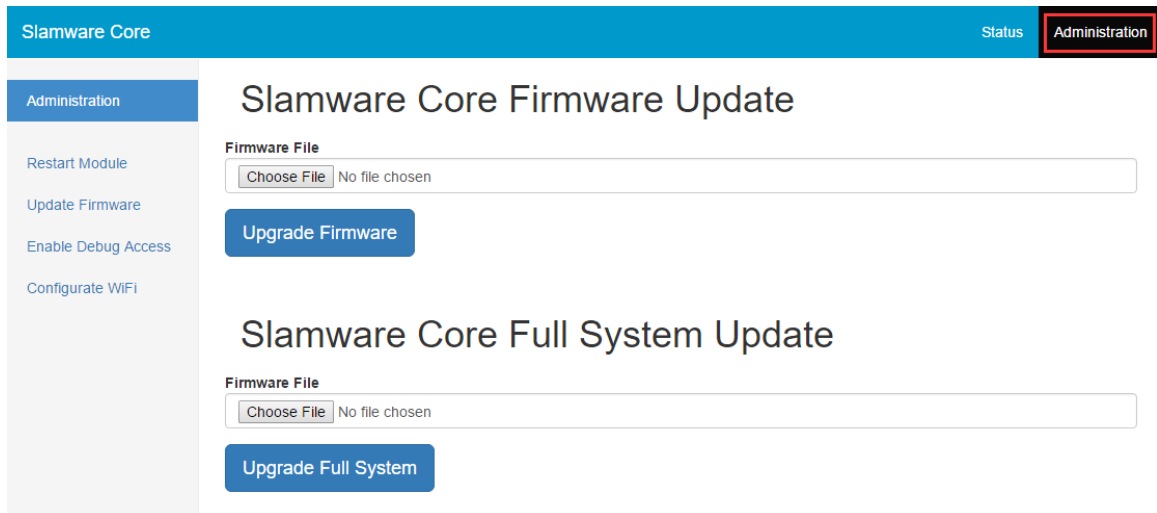 Slamware Core
Status
Administration
Administration
Restart Module
Update Firmware
Enable Debug Access
Configurate WiFi
Slamware Core Firmware Update
Firmware File
Choose File No file chosen
Upgrade Firmware
Slamware Core Full System Update
Firmware File
Choose File No file chosen
Upgrade Full System